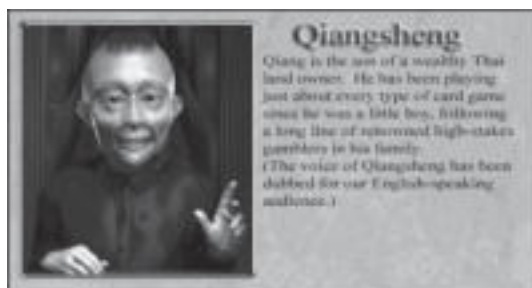 Qiangsheng
Qiang is the son of a wealthy Thai
land owner. He has been playing
just about every type of card game
since he was a little boy, following
a long line of renowned high-stakes
gamblers in his family.
(The voice of Qiangsheng has been
dubbed for our English-speaking
audience.)